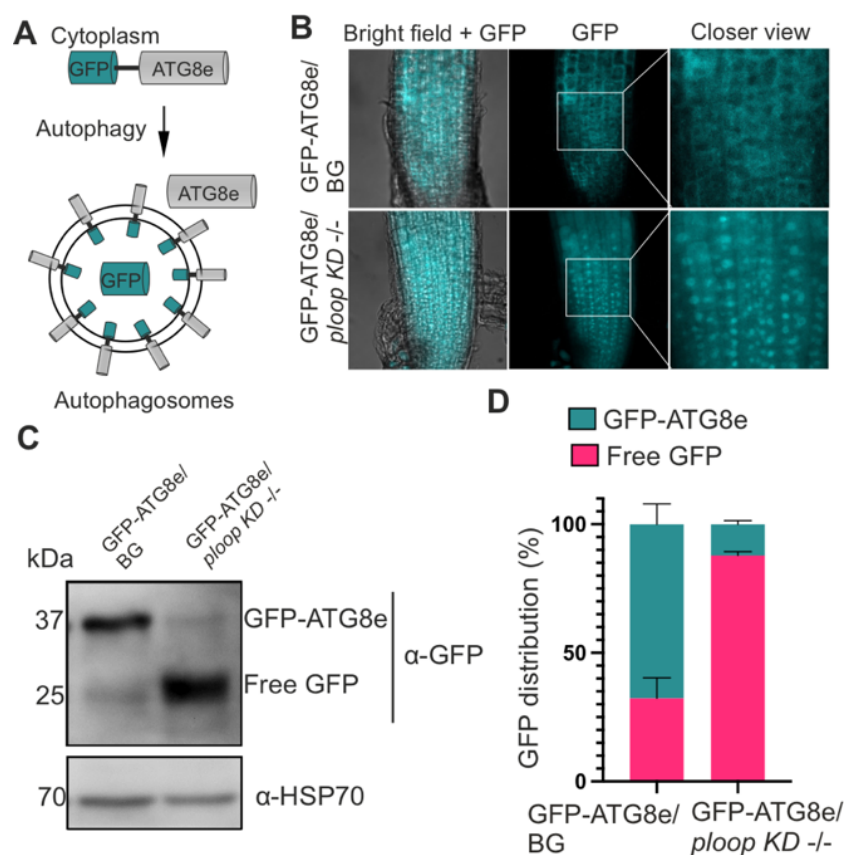 A
Cytoplasm
GFP
ATG8e
Autophagy
ATG8e
GFP
Autophagosomes
B
Bright field + GFP
GFP
Closer view
GFP-ATG8e/
BG
GFP-ATG8e/
ploop KD -/-
C
GFP-ATG8e/
BG
GFP-ATG8e/
ploop KD -/-
kDa
37
GFP-ATG8e
25
Free GFP
α-GFP
70
α-HSP70
D
GFP-ATG8e
Free GFP
GFP distribution (%)
100
50
0
GFP-ATG8e/
BG
GFP-ATG8e/
ploop KD -/-